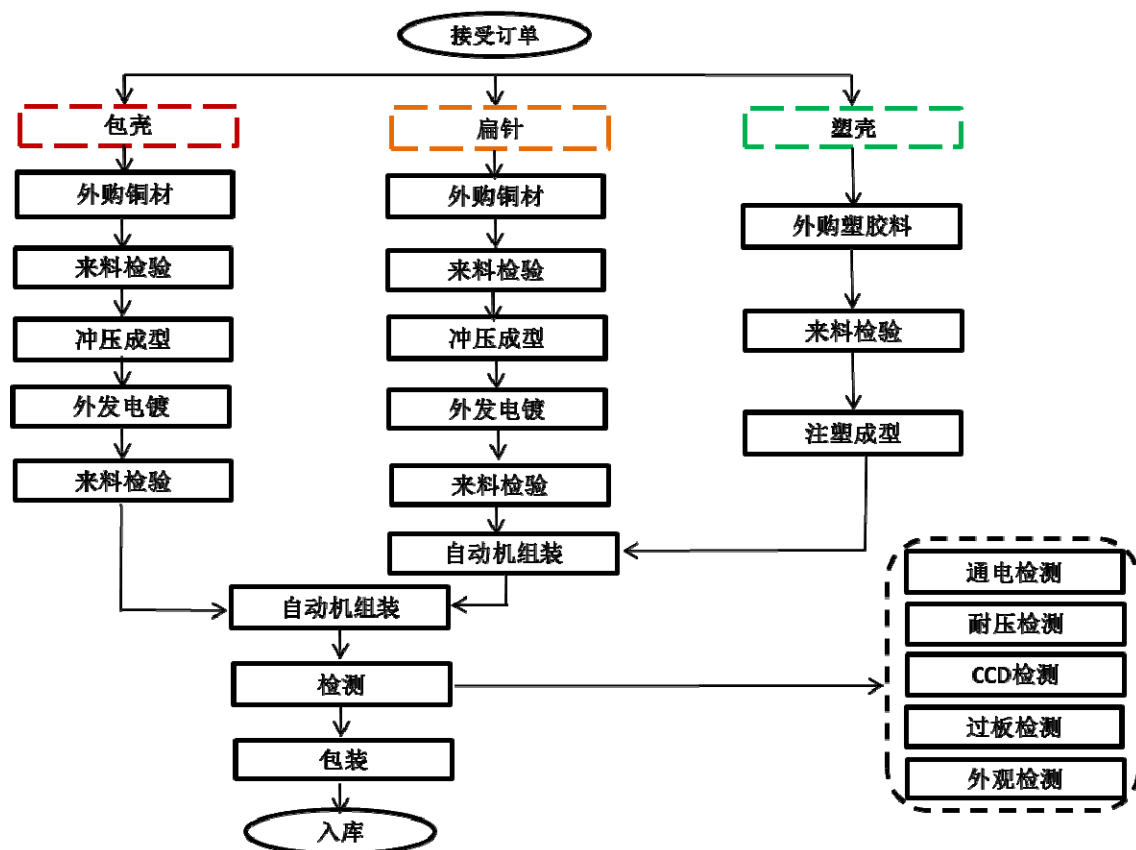 接受订单
包壳
扁针
塑壳
外购铜材
外购铜材
外购塑胶料
来料检验
来料检验
来料检验
冲压成型
冲压成型
外发电镀
外发电镀
注塑成型
来料检验
来料检验
自动机组装
自动机组装
检测
包装
入库
通电检测
耐压检测
CCD检测
过板检测
外观检测